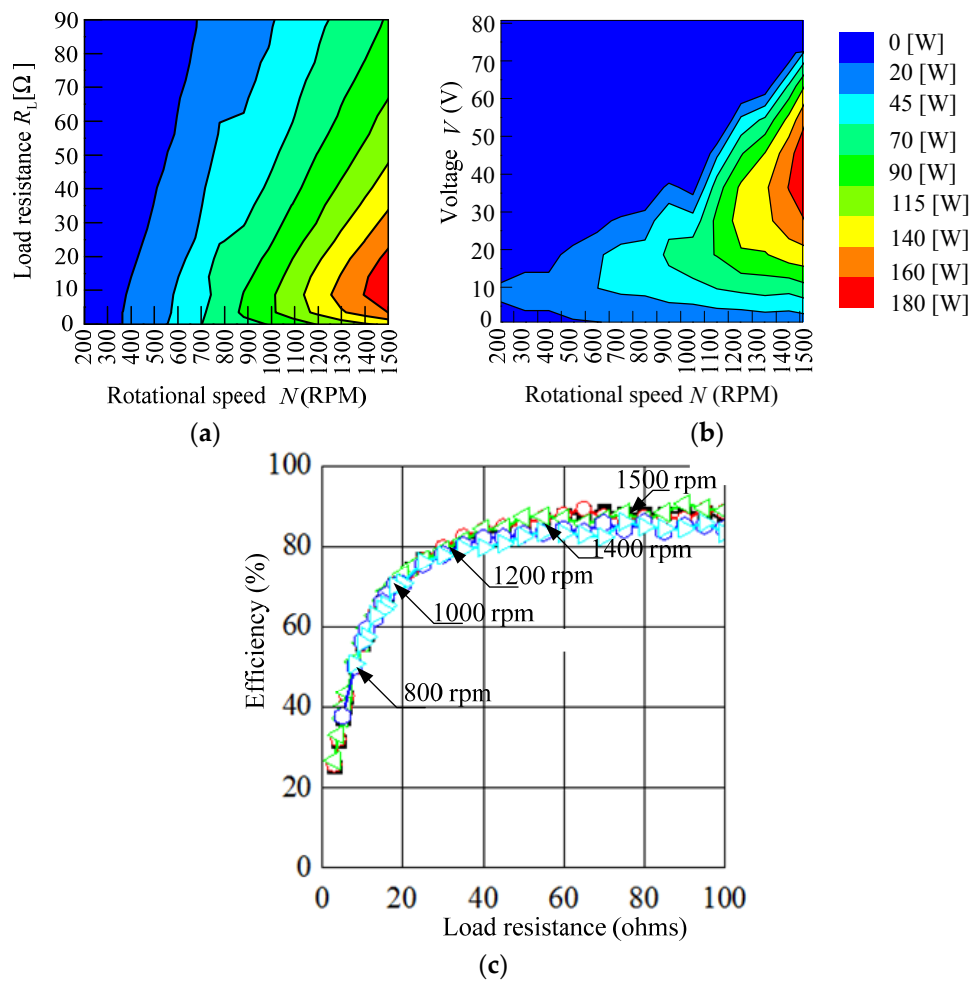 Load resistance R_L [Ω]
90
80
70
60
50
40
30
20
10
0
200
300
400
500
600
700
800
900
1000
1100
1200
1300
1400
1500
Rotational speed N (RPM)
(a)
Voltage V (V)
80
70
60
50
40
30
20
10
0
200
300
400
500
600
700
800
900
1000
1100
1200
1300
1400
1500
Rotational speed N (RPM)
(b)
0 [W]
20 [W]
45 [W]
70 [W]
90 [W]
115 [W]
140 [W]
160 [W]
180 [W]
Efficiency (%)
100
80
60
40
20
0
1500 rpm
1400 rpm
1200 rpm
1000 rpm
800 rpm
0 20 40 60 80 100
Load resistance (ohms)
(c)